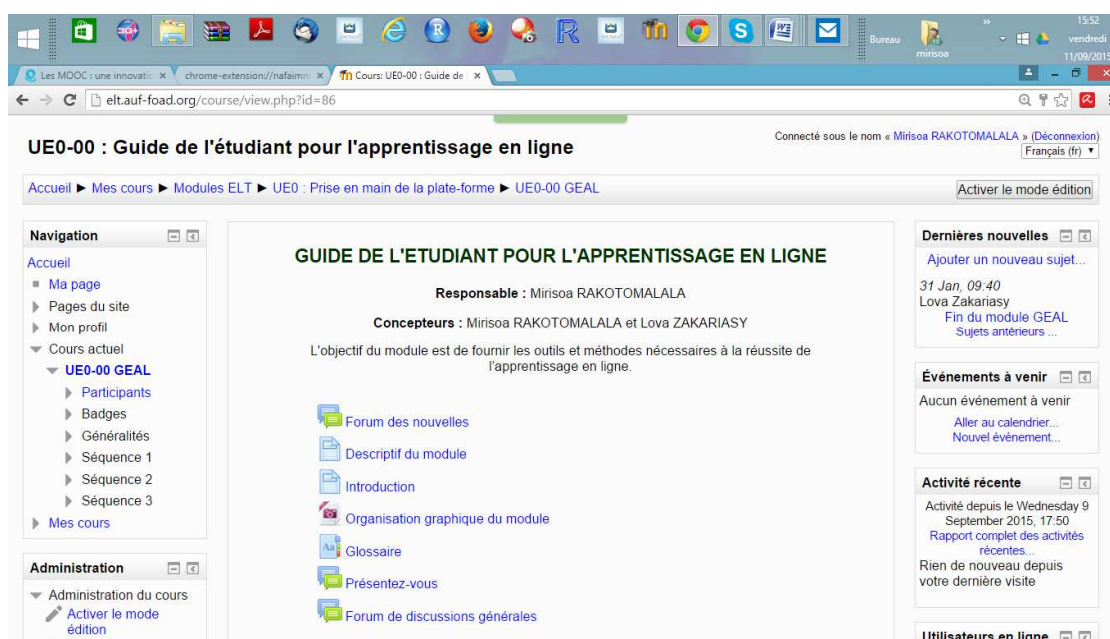 Bureau
mirisoa
»
15:52
vendredi
11/09/2015
Les MOOC : une innovatic
chrome-extension://nafaimn
Cours: UE0-00 : Guide de l
elt.auf-foad.org/course/view.php?id=86
UE0-00 : Guide de l'étudiant pour l'apprentissage en ligne
Connecté sous le nom « Mirisoa RAKOTOMALALA » (Déconnexion)
Français (fr)
Accueil ► Mes cours ► Modules ELT ► UE0 : Prise en main de la plate-forme ► UE0-00 GEAL
Activer le mode édition
Navigation
Accueil
Ma page
Pages du site
Mon profil
Cours actuel
UE0-00 GEAL
Participants
Badges
Généralités
Séquence 1
Séquence 2
Séquence 3
Mes cours
Administration
Administration du cours
Activer le mode
édition
GUIDE DE L'ETUDIANT POUR L'APPRENTISSAGE EN LIGNE
Responsable : Mirisoa RAKOTOMALALA
Concepteurs : Mirisoa RAKOTOMALALA et Lova ZAKARIASY
L'objectif du module est de fournir les outils et méthodes nécessaires à la réussite de
l'apprentissage en ligne.
Forum des nouvelles
Descriptif du module
Introduction
Organisation graphique du module
Glossaire
Présentez-vous
Forum de discussions générales
Dernières nouvelles
Ajouter un nouveau sujet...
31 Jan, 09:40
Lova Zakariasy
Fin du module GEAL
Sujets antérieurs ...
Événements à venir
Aucun événement à venir
Aller au calendrier...
Nouvel événement...
Activité récente
Activité depuis le Wednesday 9
September 2015, 17:50
Rapport complet des activités
récentes...
Rien de nouveau depuis
votre dernière visite
Utilisateurs en ligne